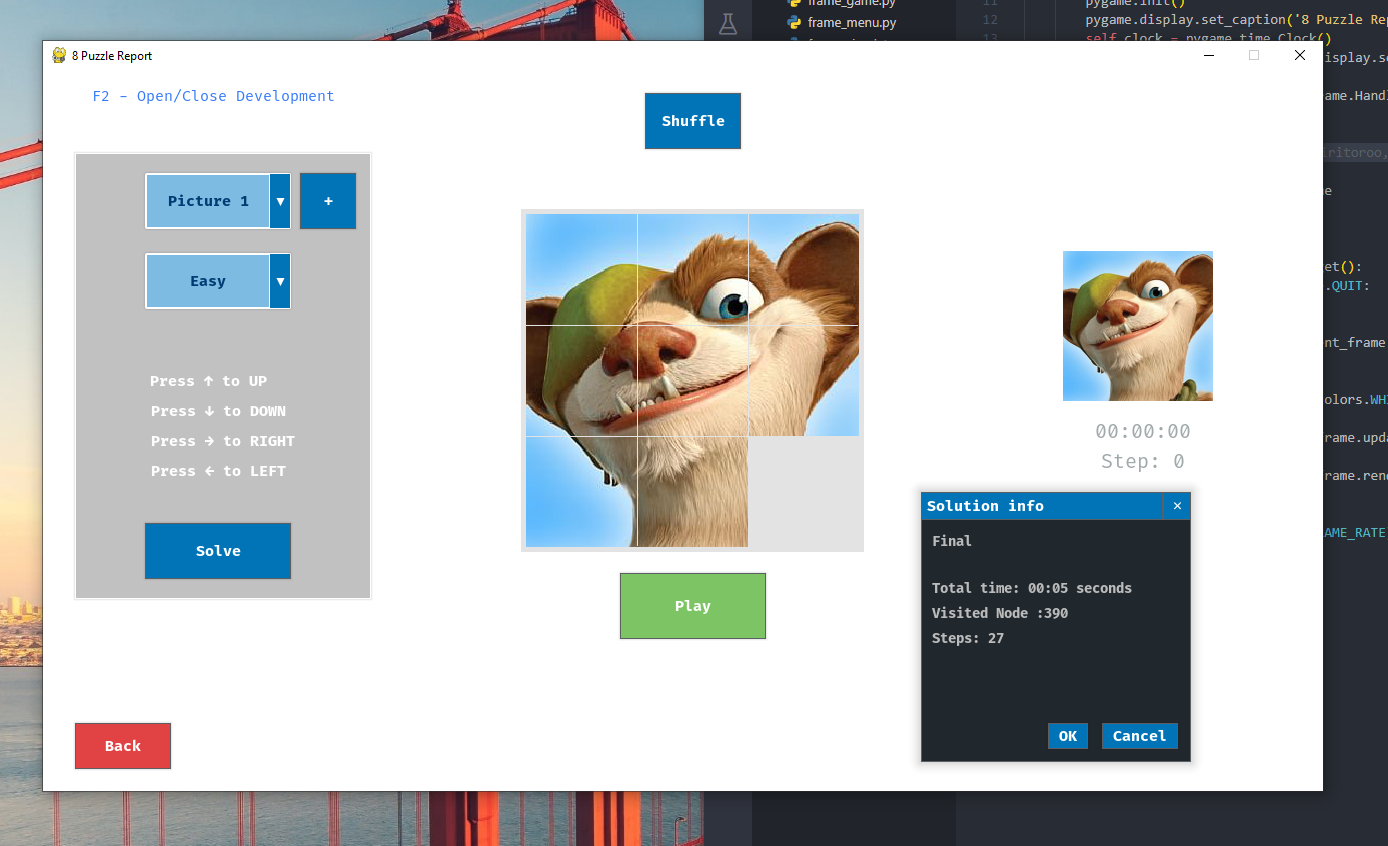 frame_game.py
frame_menu.py
11 pygame.init()
12 pygame.display.set_caption('8 Puzzle Rep
13 self.clock = pygame.time.Clock()
8 Puzzle Report
F2 - Open/Close Development
Shuffle
Picture 1 ▼ +
Easy ▼
Press ↑ to UP
Press ↓ to DOWN
Press → to RIGHT
Press ← to LEFT
Solve
Play
Back
00:00:00
Step: 0
Solution info ×
Final
Total time: 00:05 seconds
Visited Node :390
Steps: 27
OK Cancel
isplay.se
ame.Handl
iritoroo,
e
et():
.QUIT:
nt_frame
olors.WHI
rame.upda
rame.rend
AME_RATE